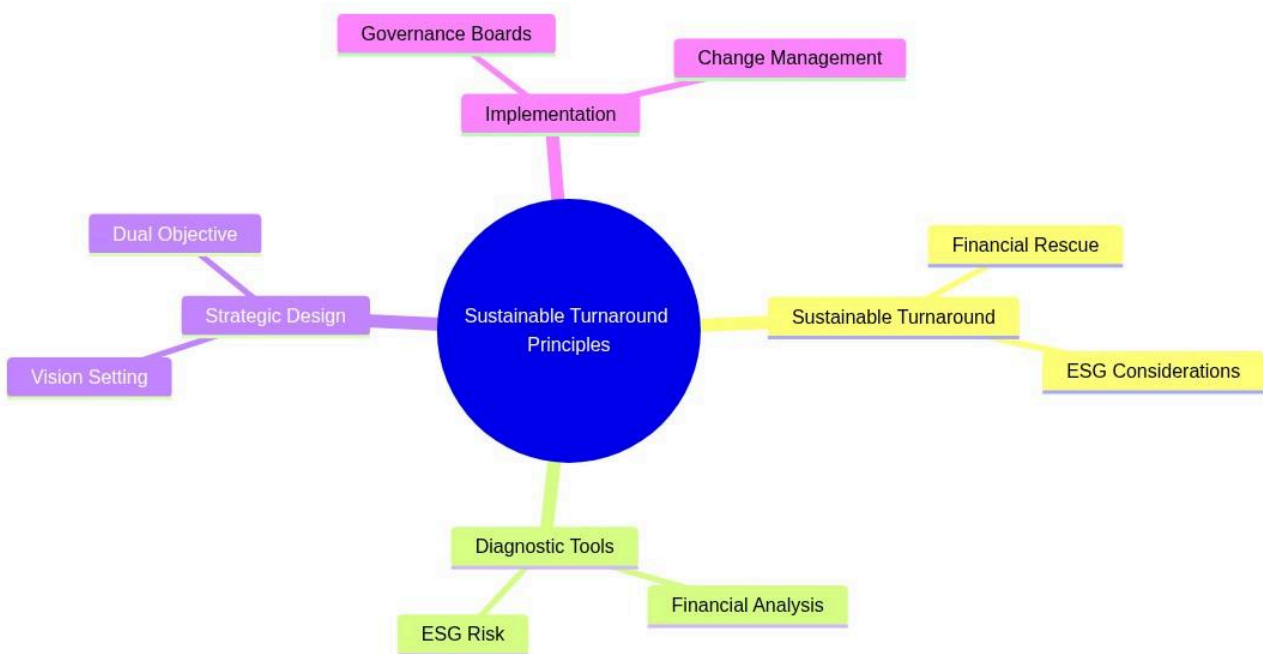 Governance Boards
Change Management
Implementation
Dual Objective
Strategic Design
Vision Setting
Sustainable Turnaround
Principles
Financial Rescue
Sustainable Turnaround
ESG Considerations
Diagnostic Tools
Financial Analysis
ESG Risk